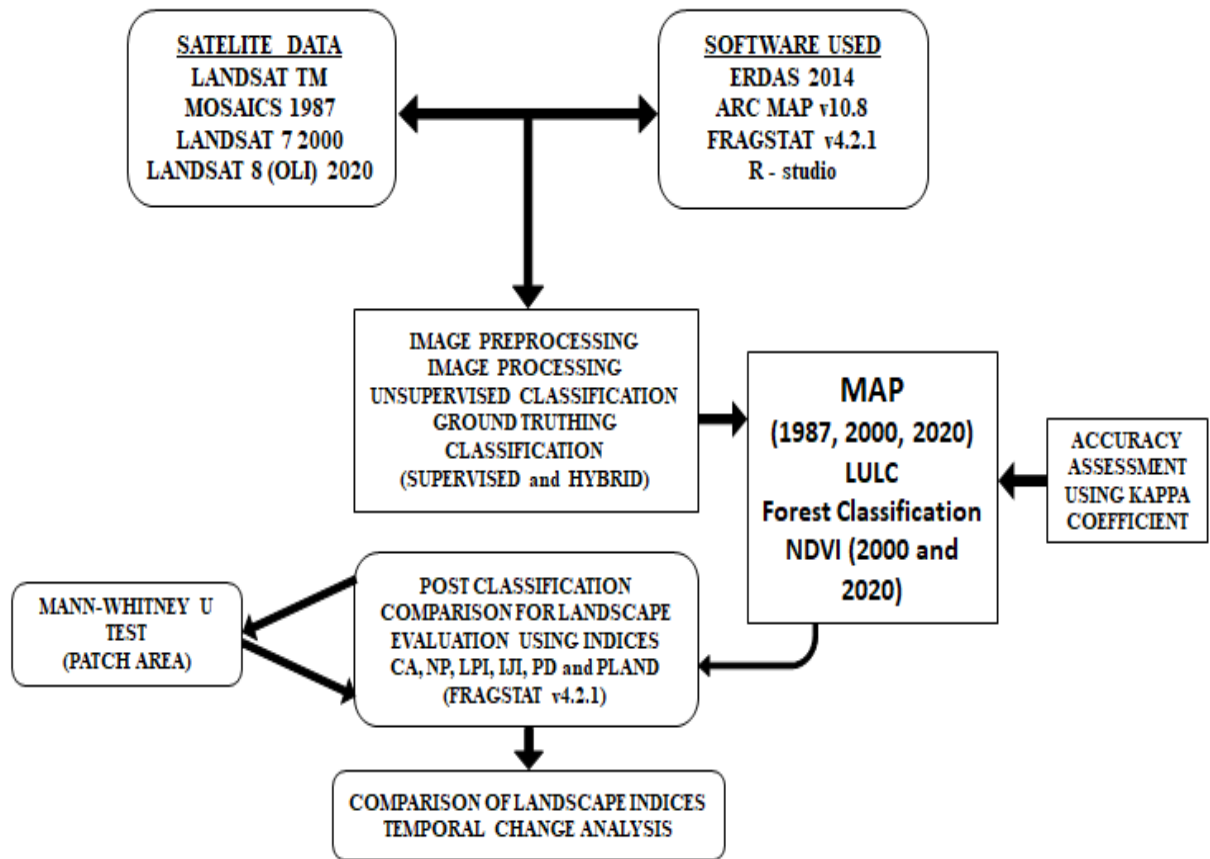 SATELITE DATA
LANDSAT TM
MOSAICS 1987
LANDSAT 7 2000
LANDSAT 8 (OLI) 2020
SOFTWARE USED
ERDAS 2014
ARC MAP v10.8
FRAGSTAT v4.2.1
R - studio
IMAGE PREPROCESSING
IMAGE PROCESSING
UNSUPERVISED CLASSIFICATION
GROUND TRUTHING
CLASSIFICATION
(SUPERVISED and HYBRID)
MAP
(1987, 2000, 2020)
LULC
Forest Classification
NDVI (2000 and
2020)
ACCURACY
ASSESSMENT
USING KAPPA
COEFFICIENT
MANN-WHITNEY U
TEST
(PATCH AREA)
POST CLASSIFICATION
COMPARISON FOR LANDSCAPE
EVALUATION USING INDICES
CA, NP, LPI, IJI, PD and PLAND
(FRAGSTAT v4.2.1)
COMPARISON OF LANDSCAPE INDICES
TEMPORAL CHANGE ANALYSIS